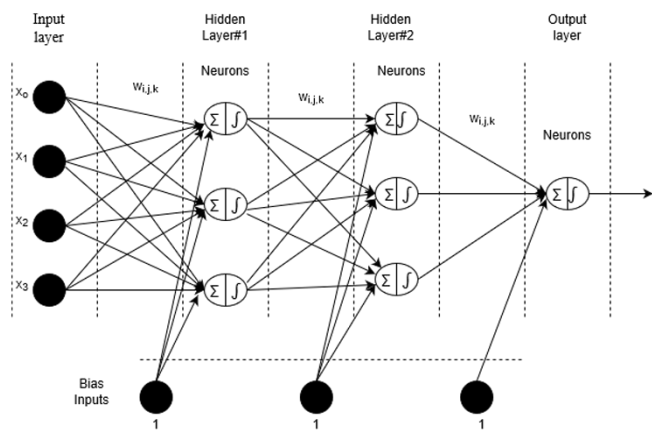 Input
layer
Hidden
Layer#1
Hidden
Layer#2
Output
layer
Neurons
Neurons
Neurons
Wi,j,k
Wi,j,k
Wi,j,k
Xo
X1
X2
X3
Σ ∫
Σ ∫
Σ ∫
Σ ∫
Σ ∫
Σ ∫
Σ ∫
Bias
Inputs
1
1
1